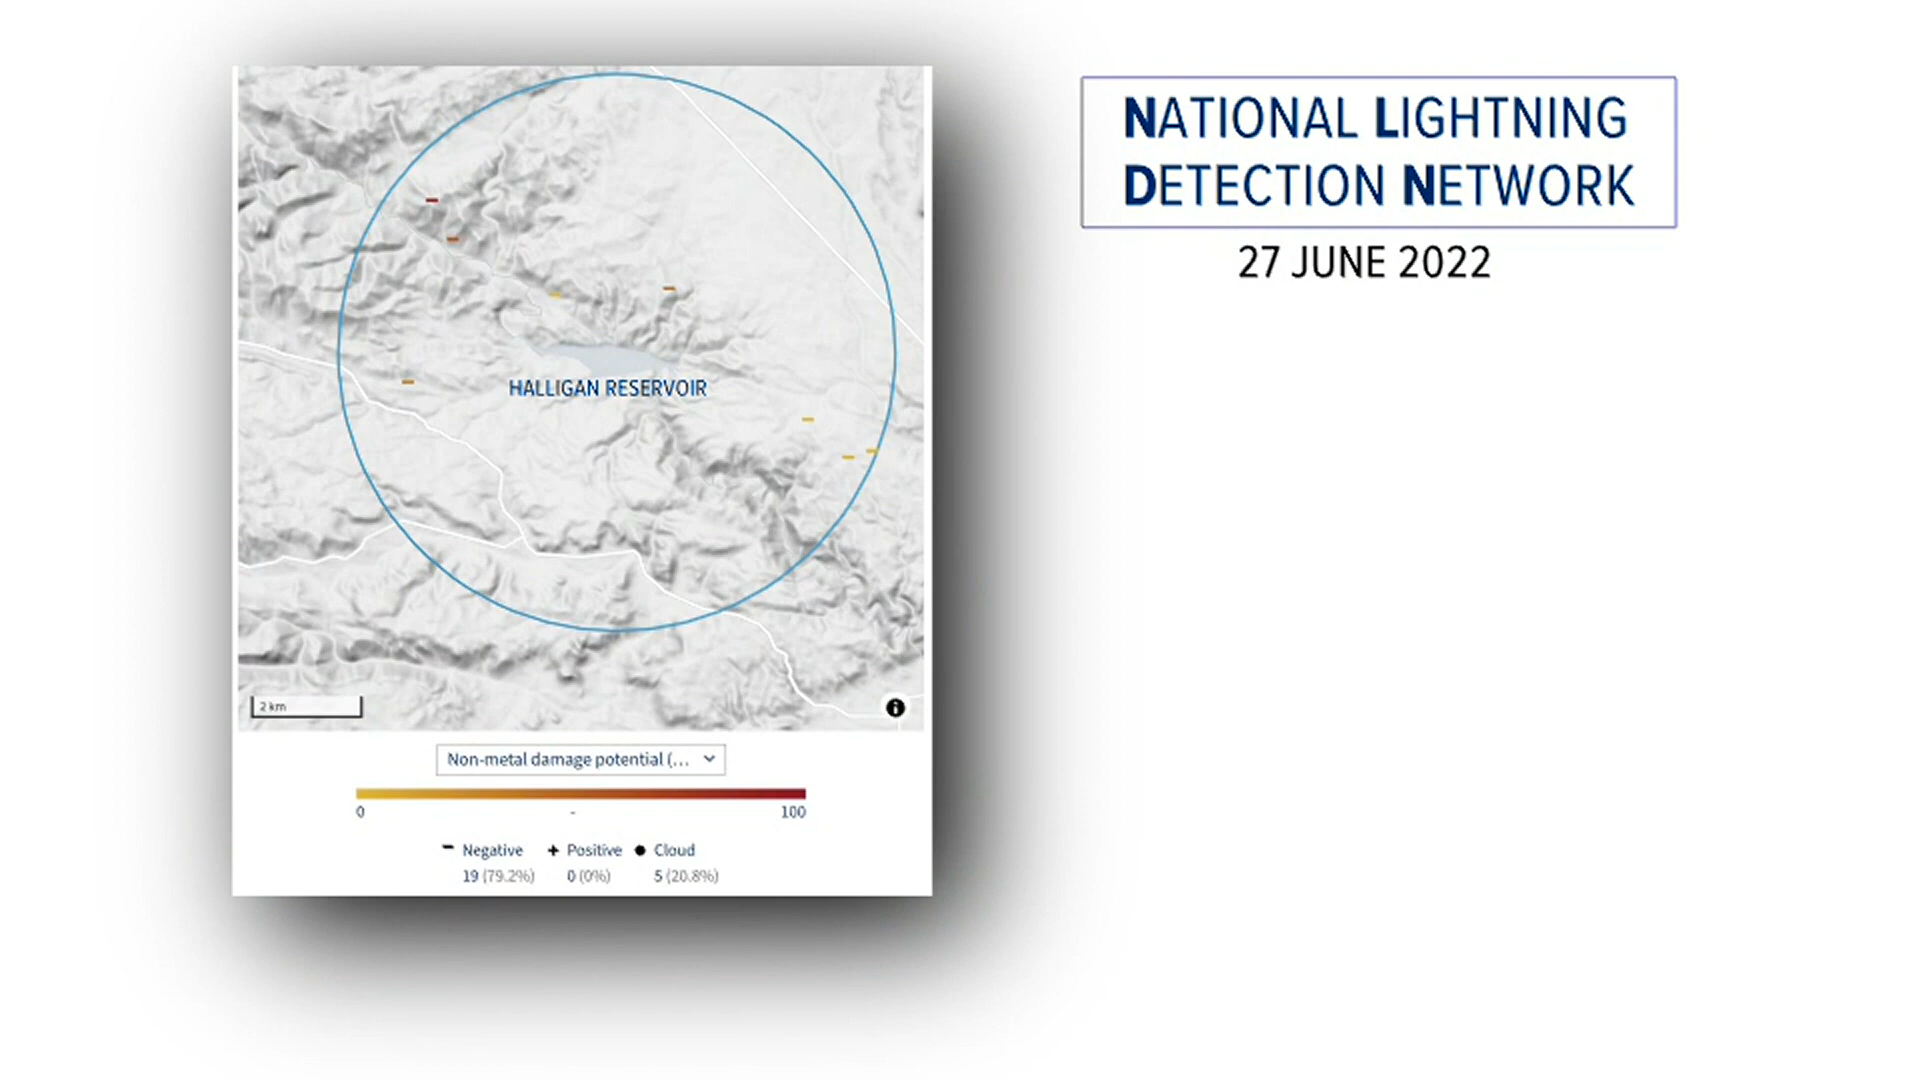 NATIONAL LIGHTNING
DETECTION NETWORK
27 JUNE 2022
HALLIGAN RESERVOIR
2 km
Non-metal damage potential (...
0 - 100
Negative Positive Cloud
19 (79.2%) 0 (0%) 5 (20.8%)